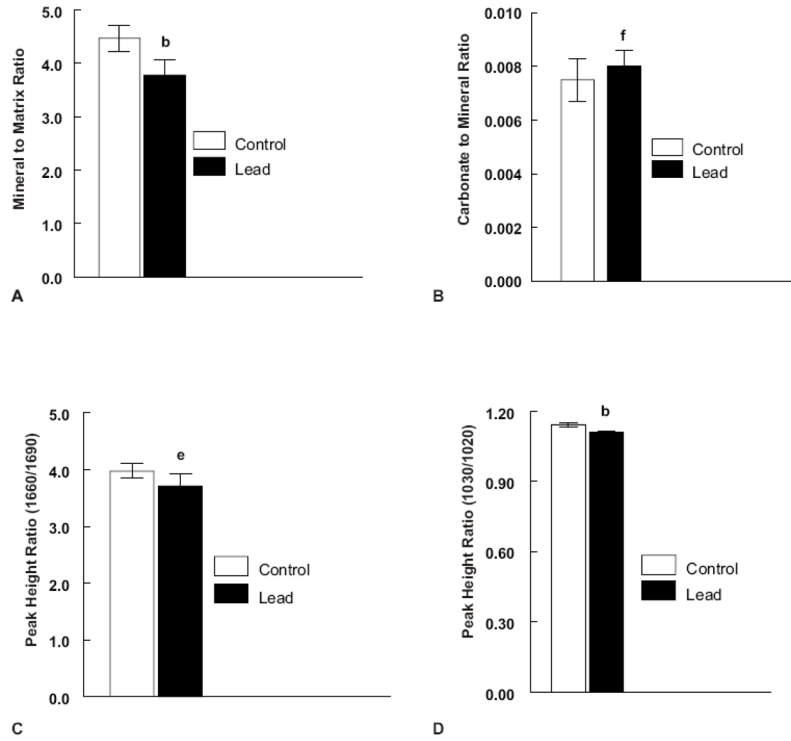 5.0
4.0
4.0
2.0
1.0
0.0
Mineral to Matrix Ratio
b
Control
Lead
A
0.010
0.008
0.006
0.004
0.002
0.000
Carbonate to Mineral Ratio
f
Control
Lead
B
5.0
4.0
3.0
2.0
1.0
0.0
Peak Height Ratio (1660/1690)
e
Control
Lead
C
1.20
0.90
0.60
0.30
0.00
Peak Height Ratio (1030/1020)
b
Control
Lead
D